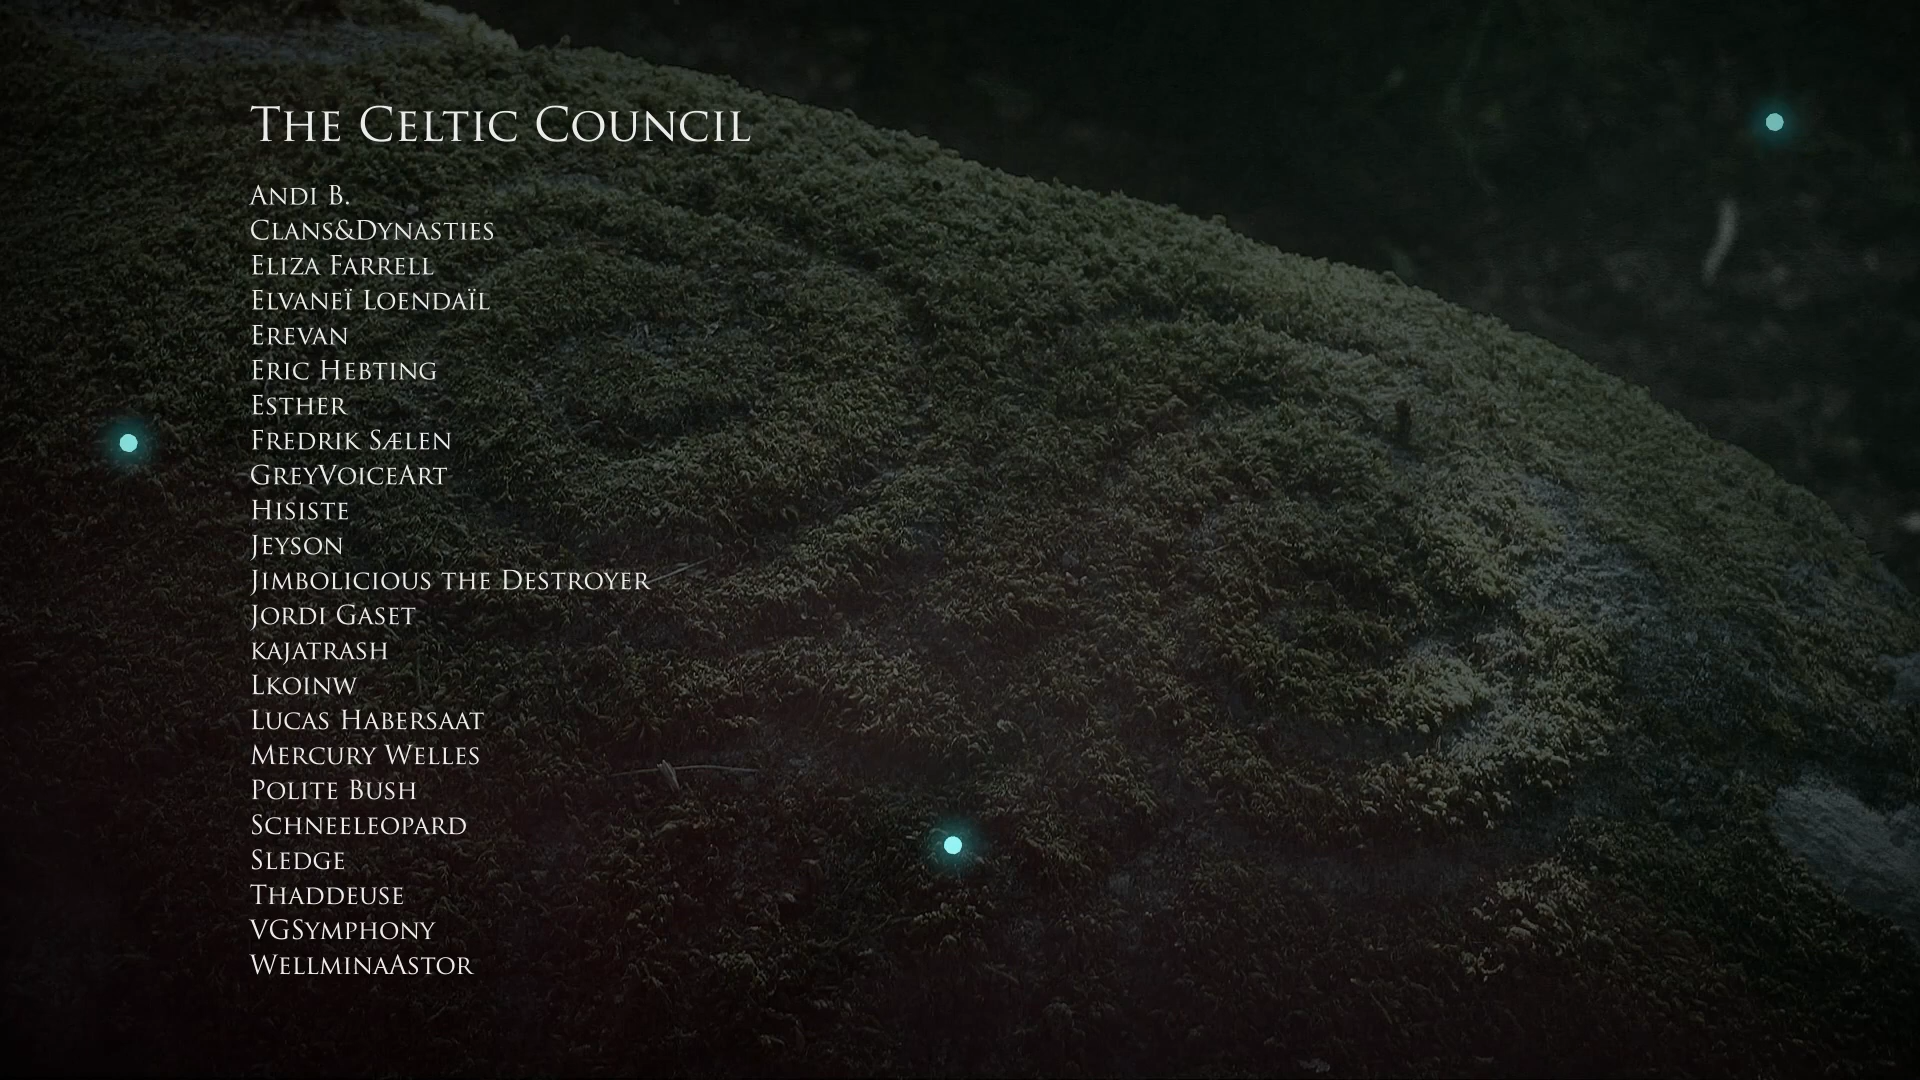 The Celtic Council
Andi B.
Clans&Dynasties
Eliza Farrell
Elvaneï Loendaïl
Erevan
Eric Hebting
Esther
Fredrik Sælen
GreyVoiceArt
Hisiste
Jeyson
Jimbolicious the Destroyer
Jordi Gaset
kajatrash
Lkoinw
Lucas Habersaat
Mercury Welles
Polite Bush
Schneeleopard
Sledge
Thaddeuse
VGSymphony
WellminaAstor